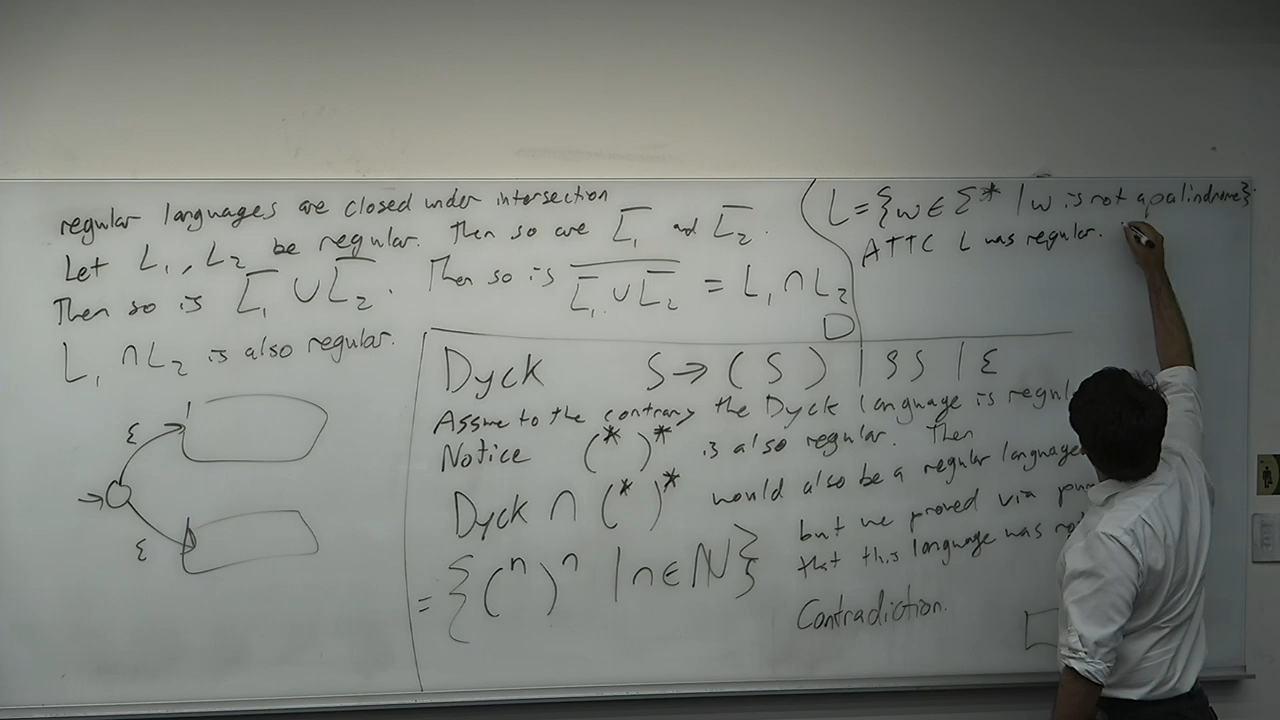 regular languages are closed under intersection
Let L₁, L₂ be regular. Then so are L̅₁ and L̅₂.
Then so is L̅₁ ∪ L̅₂. Then so is \overline{L̅₁ ∪ L̅₂} = L₁ ∩ L₂
L₁ ∩ L₂ is also regular.
ε
ε
Dyck S → ( S ) | S S | ε
Assume to the contrary the Dyck language is regul
Notice (* )* is also regular. Then
Dyck ∩ (* )* would also be a regular language
= { (ⁿ )ⁿ | n ∈ ℕ }
but we proved via pum
that this language was no
Contradiction.
L = {w ∈ Σ* | w is not a palindrome}.
ATTC L was regular.